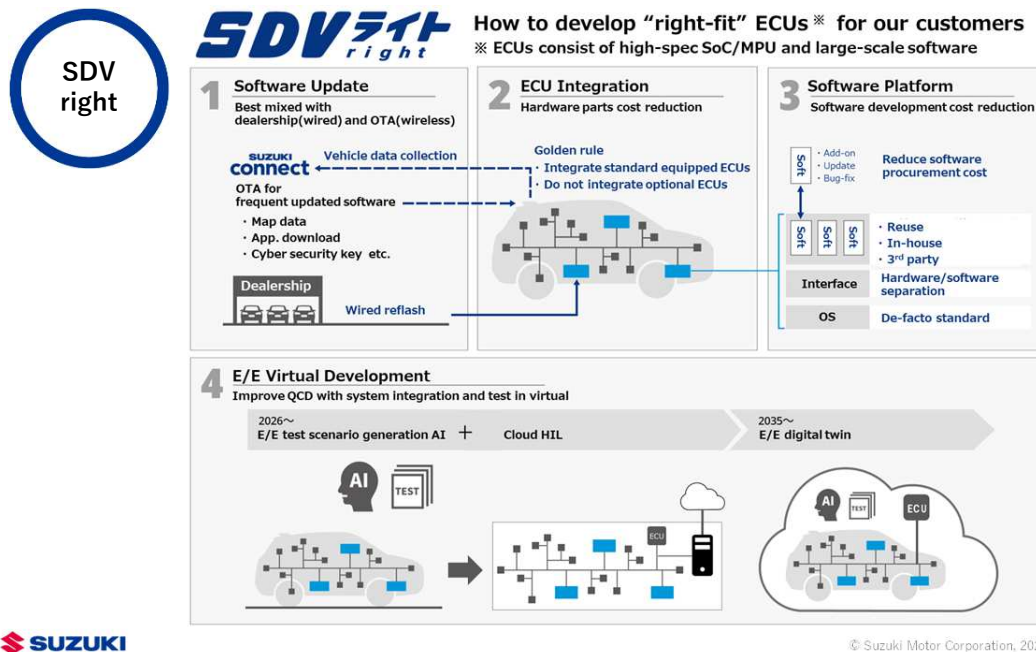 SDV
right
SDVライト
right
How to develop “right-fit” ECUs※ for our customers
※ ECUs consist of high-spec SoC/MPU and large-scale software
1 Software Update
Best mixed with
dealership(wired) and OTA(wireless)
SUZUKI
connect
Vehicle data collection
OTA for
frequent updated software
・Map data
・App. download
・Cyber security key etc.
Dealership
Wired reflash
2 ECU Integration
Hardware parts cost reduction
Golden rule
・Integrate standard equipped ECUs
・Do not integrate optional ECUs
3 Software Platform
Software development cost reduction
Soft
・Add-on
・Update
・Bug-fix
Reduce software
procurement cost
Soft Soft Soft
・Reuse
・In-house
・3rd party
Interface
Hardware/software
separation
OS
De-facto standard
4 E/E Virtual Development
Improve QCD with system integration and test in virtual
2026～
E/E test scenario generation AI + Cloud HIL
2035～
E/E digital twin
AI
TEST
ECU
AI
TEST
ECU
SUZUKI
© Suzuki Motor Corporation,